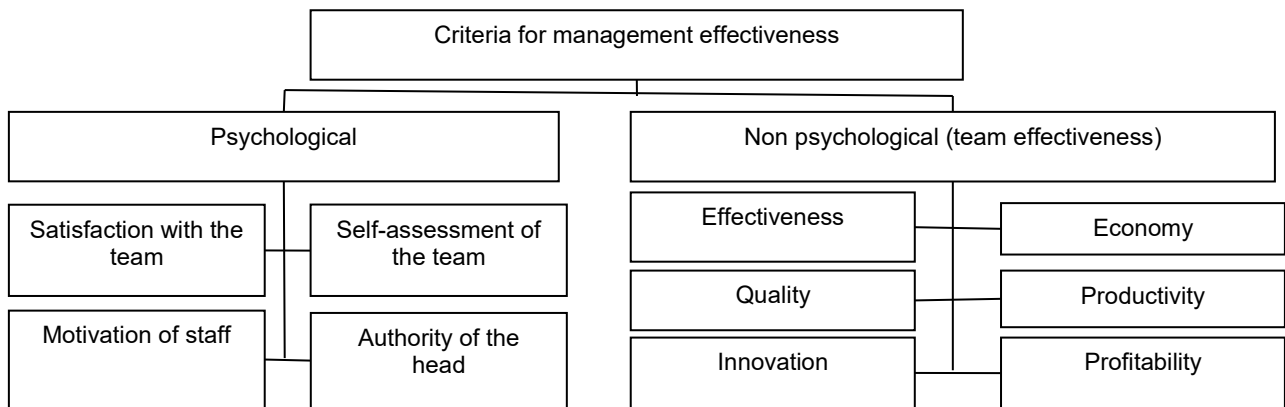 Criteria for management effectiveness
Psychological
Non psychological (team effectiveness)
Satisfaction with the
team
Self-assessment of
the team
Motivation of staff
Authority of the
head
Effectiveness
Economy
Quality
Productivity
Innovation
Profitability